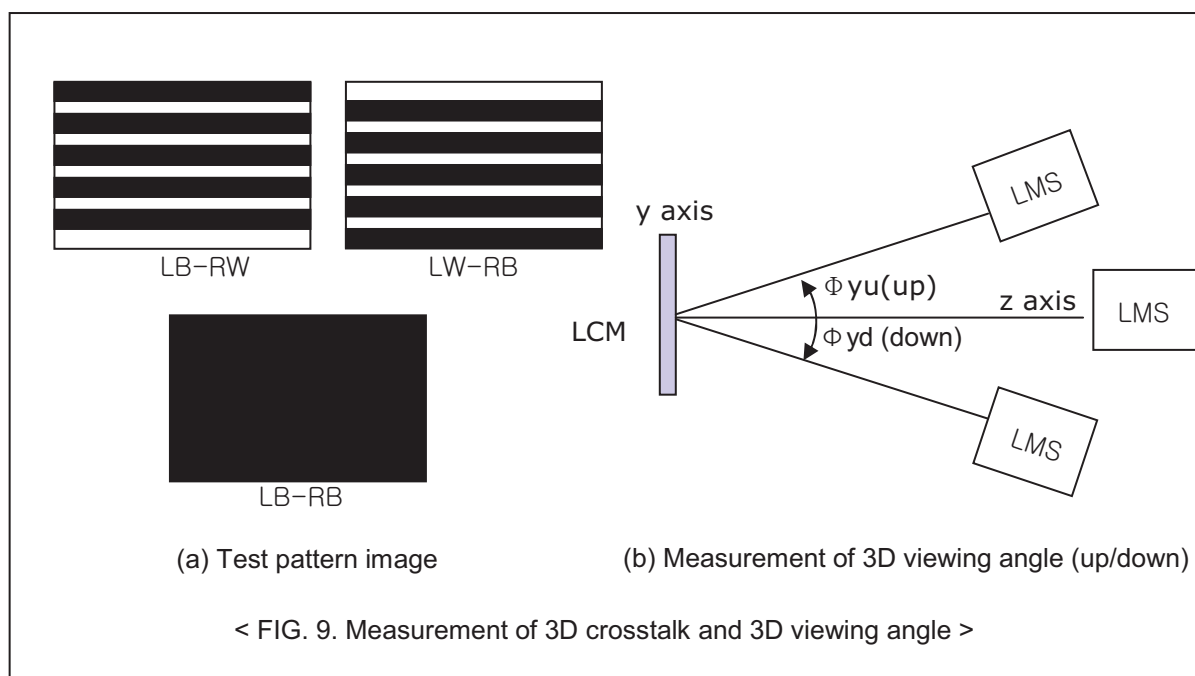 LB-RW
LW-RB
LB-RB
(a) Test pattern image
y axis
LCM
Φ yu(up)
Φ yd (down)
z axis
LMS
LMS
LMS
(b) Measurement of 3D viewing angle (up/down)
< FIG. 9. Measurement of 3D crosstalk and 3D viewing angle >